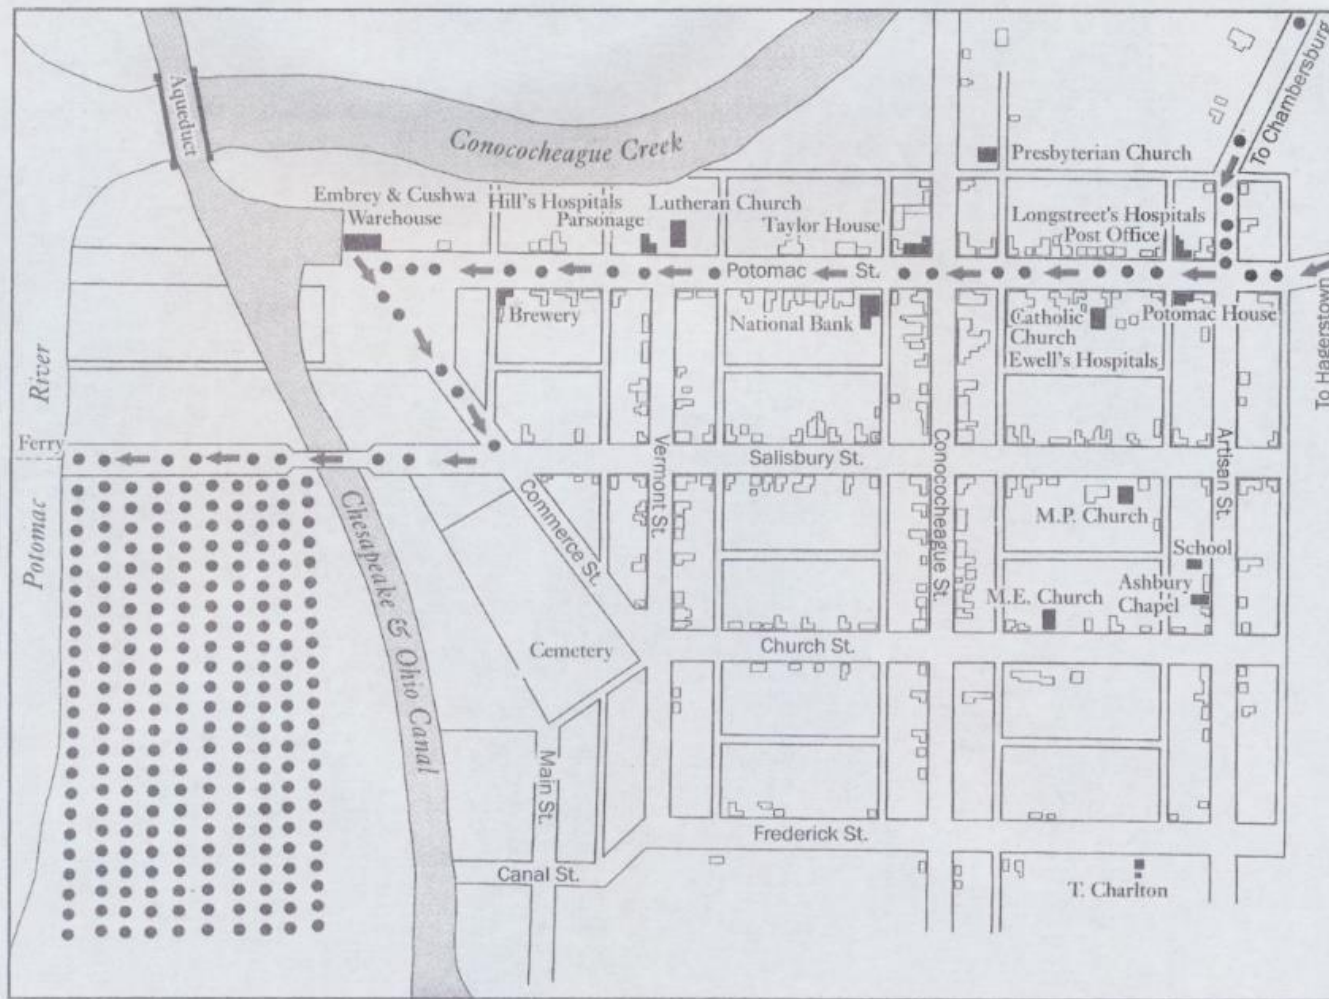 Aqueduct
Conococheague Creek
To Chambersburg
Presbyterian Church
Embrey & Cushwa
Warehouse
Hill's Hospitals
Parsonage
Lutheran Church
Taylor House
Longstreet's Hospitals
Post Office
Potomac St.
Brewery
National Bank
Catholic
Church
Ewell's Hospitals
Potomac House
To Hagerstown
River
Potomac
Ferry
Vermont St.
Salisbury St.
Conococheague St.
Artisan St.
Commerce St.
Chesapeake & Ohio Canal
M.P. Church
School
Ashbury
Chapel
M.E. Church
Cemetery
Church St.
Main St.
Frederick St.
Canal St.
T. Charlton